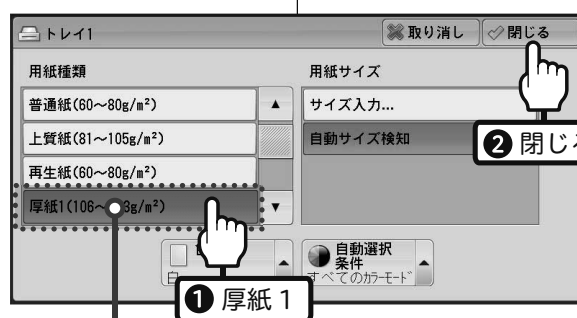 トレイ1
取り消し
閉じる
用紙種類
用紙サイズ
普通紙(60～80g/m²)
サイズ入力...
上質紙(81～105g/m²)
自動サイズ検知
❷ 閉じ
再生紙(60～80g/m²)
厚紙1(106～ 3g/m²)
自動選択
条件
白
すべてのカラーモード
❶ 厚紙 1